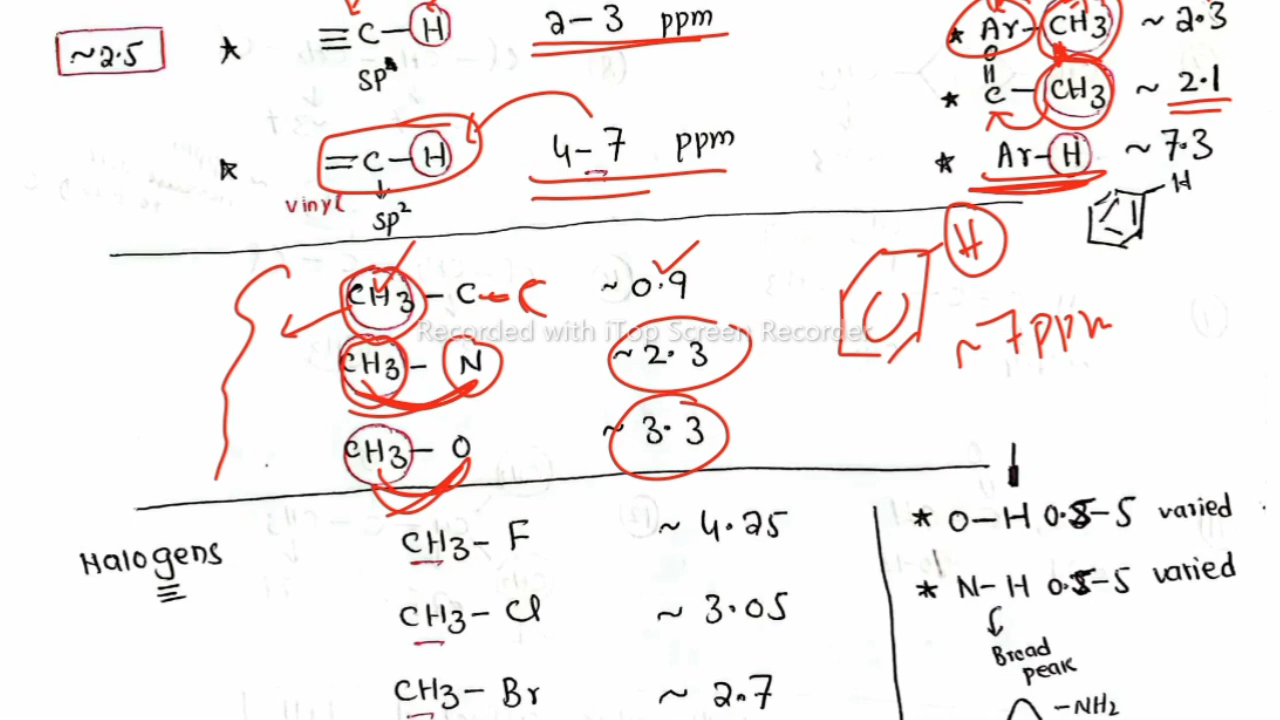 ~2.5
★ ≡C–H 2–3 ppm
sp
★ =C–H 4–7 ppm
vinyl
sp²
★ Ar–CH3 ~ 2.3
O
★ C–CH3 ~ 2.1
★ Ar–H ~ 7.3
H
H
~ 7 ppm
CH3 – C – C ~ 0.9
Recorded with iTop Screen Recorder
CH3 – N ~ 2.3
CH3 – O ~ 3.3
Halogens
CH3 – F ~ 4.25
CH3 – Cl ~ 3.05
CH3 – Br ~ 2.7
* O–H 0.5–5 varied
* N–H 0.5–5 varied
Broad
peak
–NH2